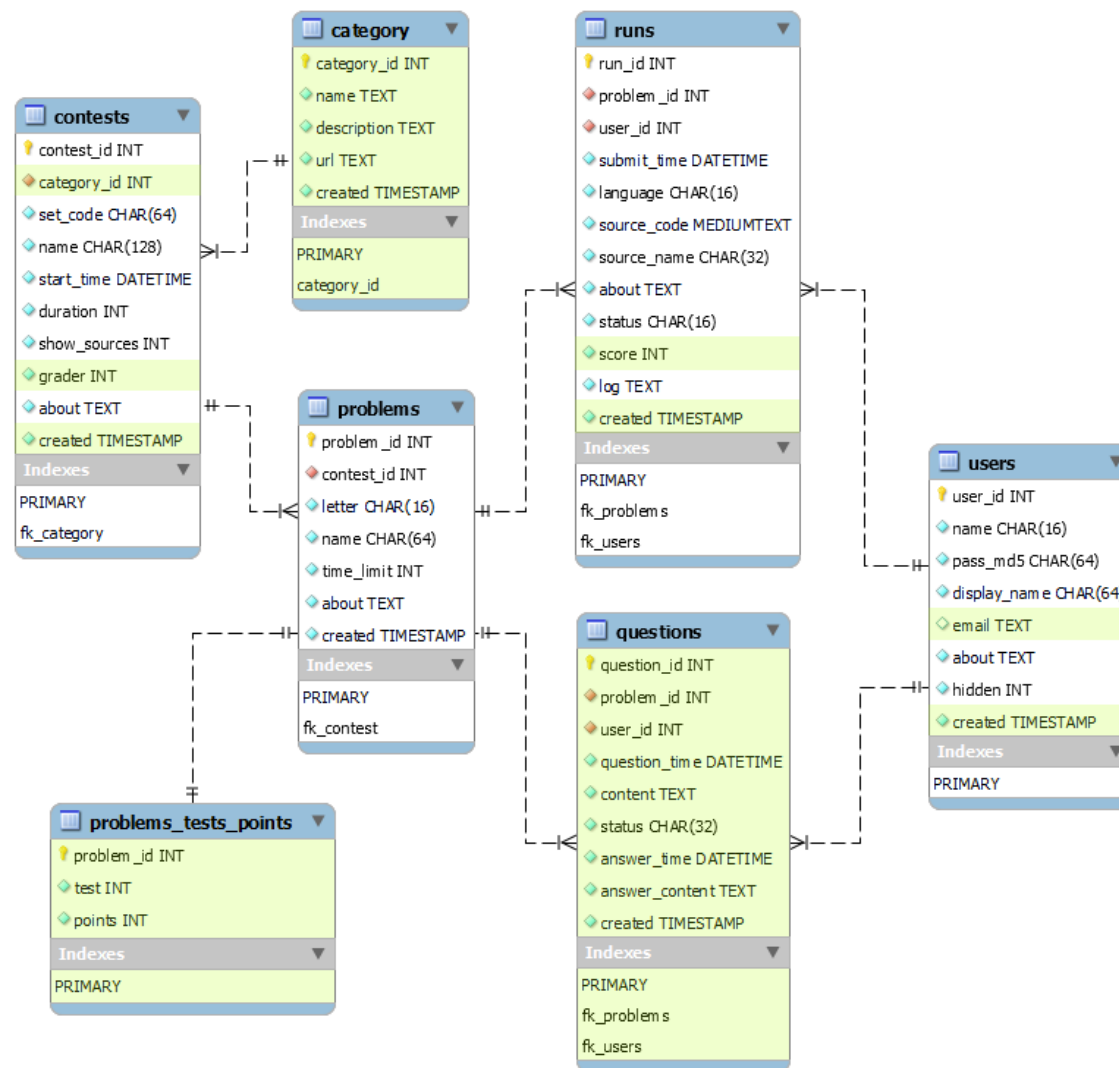 category
category_id INT
name TEXT
description TEXT
url TEXT
created TIMESTAMP
Indexes
PRIMARY
category_id
runs
run_id INT
problem_id INT
user_id INT
submit_time DATETIME
language CHAR(16)
source_code MEDIUMTEXT
source_name CHAR(32)
about TEXT
status CHAR(16)
score INT
log TEXT
created TIMESTAMP
Indexes
PRIMARY
fk_problems
fk_users
contests
contest_id INT
category_id INT
set_code CHAR(64)
name CHAR(128)
start_time DATETIME
duration INT
show_sources INT
grader INT
about TEXT
created TIMESTAMP
Indexes
PRIMARY
fk_category
problems
problem_id INT
contest_id INT
letter CHAR(16)
name CHAR(64)
time_limit INT
about TEXT
created TIMESTAMP
Indexes
PRIMARY
fk_contest
users
user_id INT
name CHAR(16)
pass_md5 CHAR(64)
display_name CHAR(64
email TEXT
about TEXT
hidden INT
created TIMESTAMP
Indexes
PRIMARY
questions
question_id INT
problem_id INT
user_id INT
question_time DATETIME
content TEXT
status CHAR(32)
answer_time DATETIME
answer_content TEXT
created TIMESTAMP
Indexes
PRIMARY
fk_problems
fk_users
problems_tests_points
problem_id INT
test INT
points INT
Indexes
PRIMARY